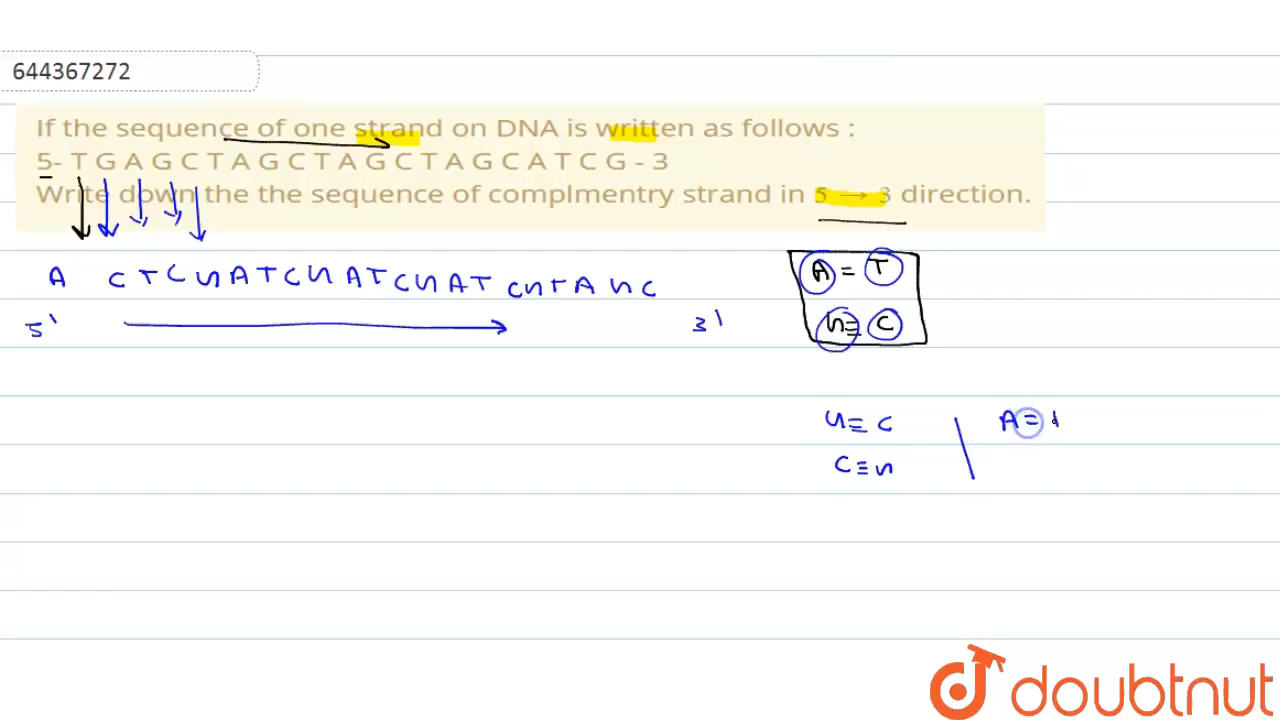 644367272
If the sequence of one strand on DNA is written as follows :
5- T G A G C T A G C T A G C T A G C A T C G - 3
Write down the the sequence of complmentry strand in 5 → 3 direction.
A C T C G A T C G A T C G A T C G T A G C
5' 3'
A = T
G ≡ C
G ≡ C
C ≡ G
A =
doubtnut